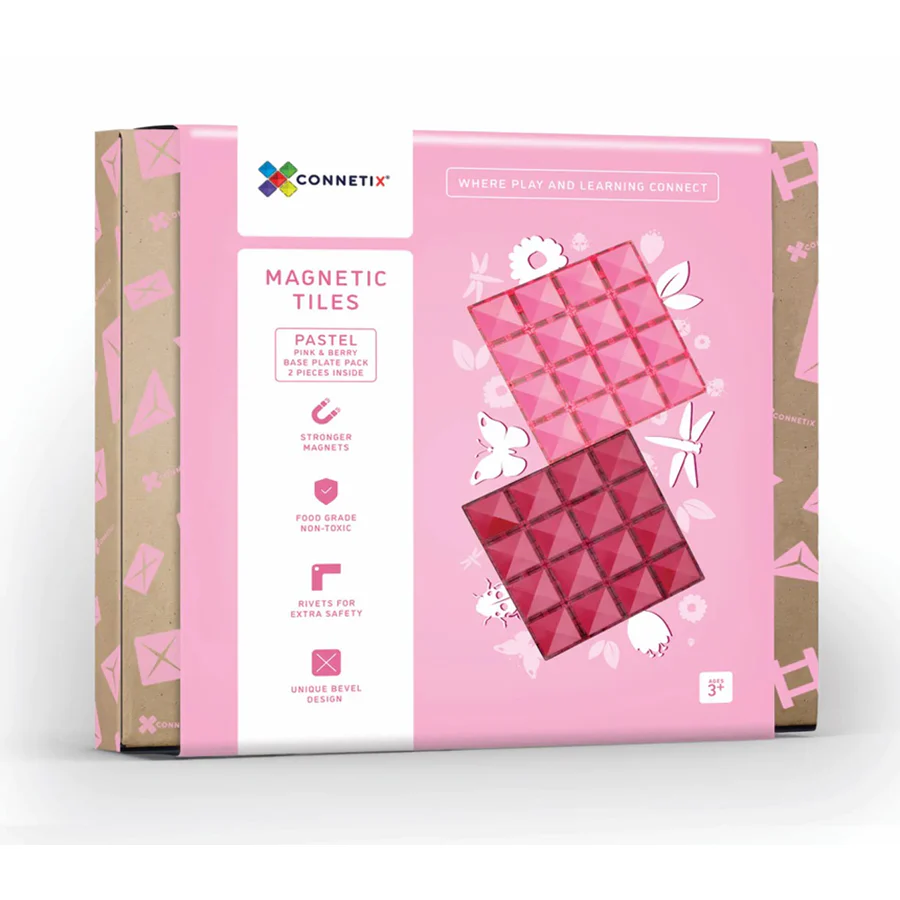 CONNETIX®
WHERE PLAY AND LEARNING CONNECT
MAGNETIC
TILES
PASTEL
PINK & BERRY
BASE PLATE PACK
2 PIECES INSIDE
STRONGER
MAGNETS
FOOD GRADE
NON-TOXIC
RIVETS FOR
EXTRA SAFETY
UNIQUE BEVEL
DESIGN
AGES
3+
CONNETIX
CONN